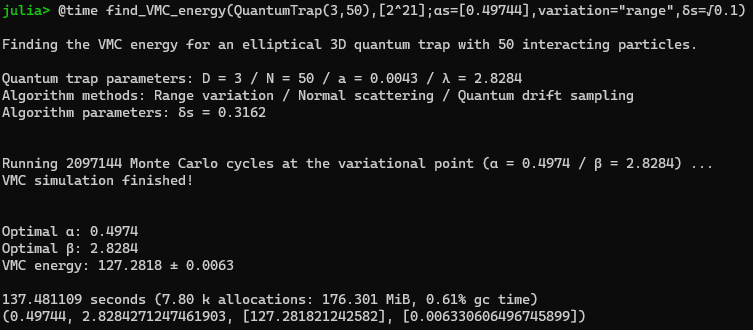 julia> @time find_VMC_energy(QuantumTrap(3,50),[2^21];αs=[0.49744],variation="range",δs=√0.1)
Finding the VMC energy for an elliptical 3D quantum trap with 50 interacting particles.
Quantum trap parameters: D = 3 / N = 50 / a = 0.0043 / λ = 2.8284
Algorithm methods: Range variation / Normal scattering / Quantum drift sampling
Algorithm parameters: δs = 0.3162
Running 2097144 Monte Carlo cycles at the variational point (α = 0.4974 / β = 2.8284) ...
VMC simulation finished!
Optimal α: 0.4974
Optimal β: 2.8284
VMC energy: 127.2818 ± 0.0063
137.481109 seconds (7.80 k allocations: 176.301 MiB, 0.61% gc time)
(0.49744, 2.8284271247461903, [127.281821242582], [0.006330606496745899])